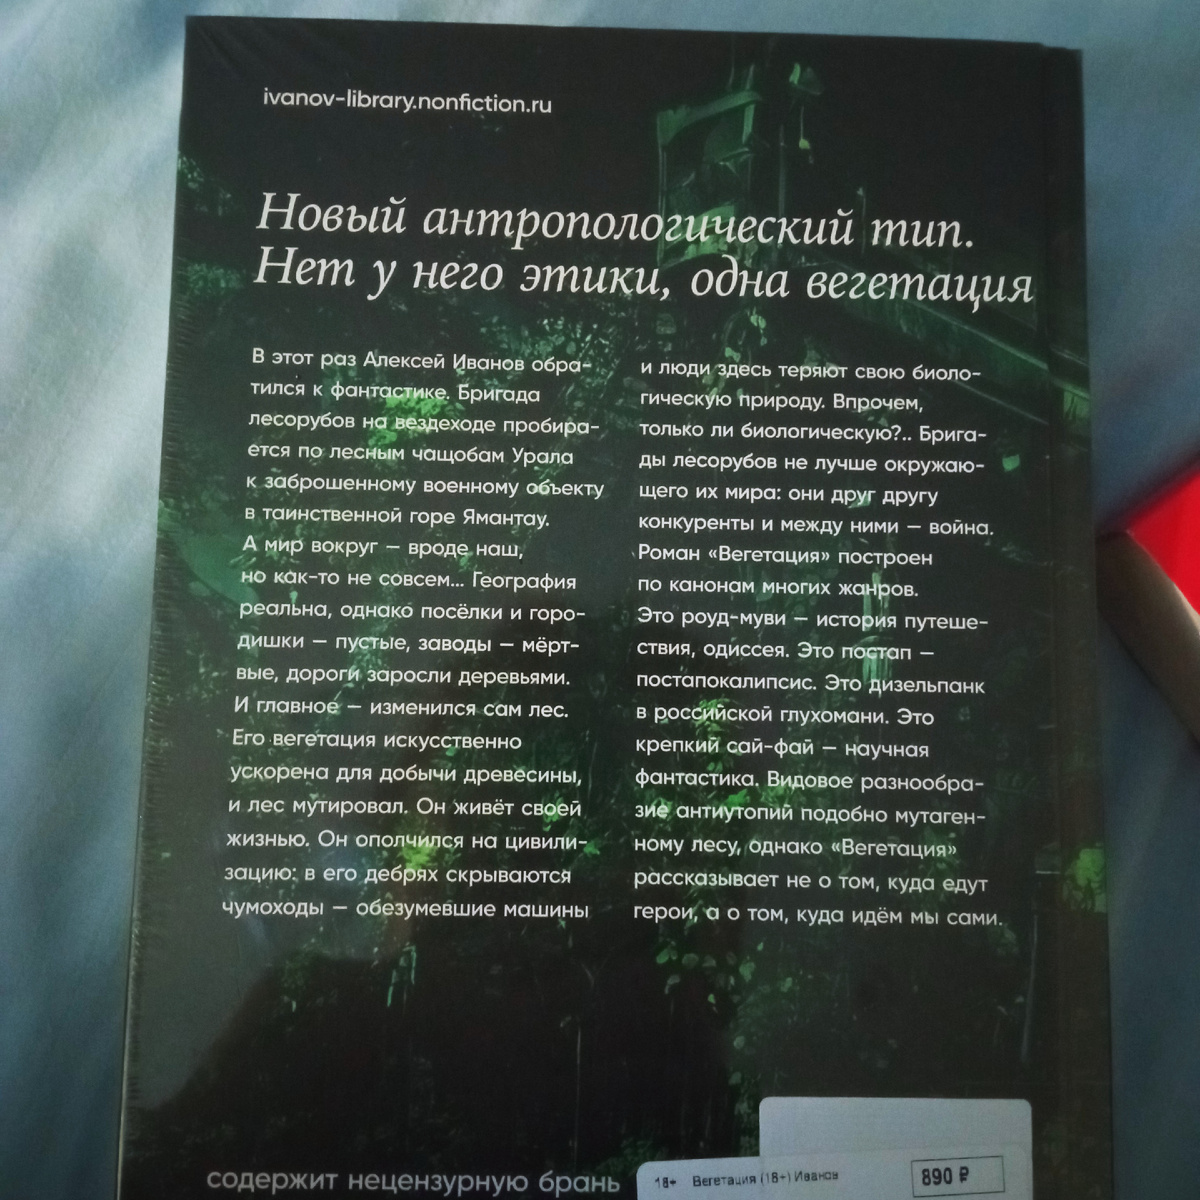 ivanov-library.nonfiction.ru
Новый антропологический тип.
Нет у него этики, одна вегетация
В этот раз Алексей Иванов обра-
тился к фантастике. Бригада
лесорубов на вездеходе пробира-
ется по лесным чащобам Урала
к заброшенному военному объекту
в таинственной горе Ямантау.
А мир вокруг — вроде наш,
но как-то не совсем... География
реальна, однако посёлки и горо-
дишки — пустые, заводы — мёрт-
вые, дороги заросли деревьями.
И главное — изменился сам лес.
Его вегетация искусственно
ускорена для добычи древесины,
и лес мутировал. Он живёт своей
жизнью. Он ополчился на цивили-
зацию: в его дебрях скрываются
чумоходы — обезумевшие машины
и люди здесь теряют свою биоло-
гическую природу. Впрочем,
только ли биологическую?.. Брига-
ды лесорубов не лучше окружаю-
щего их мира: они друг другу
конкуренты и между ними — война.
Роман «Вегетация» построен
по канонам многих жанров.
Это роуд-муви — история путеше-
ствия, одиссея. Это постап —
постапокалипсис. Это дизельпанк
в российской глухомани. Это
крепкий сай-фай — научная
фантастика. Видовое разнообра-
зие антиутопий подобно мутаген-
ному лесу, однако «Вегетация»
рассказывает не о том, куда едут
герои, а о том, куда идём мы сами.
содержит нецензурную брань
18+ Вегетация (18+) Иванов 890 ₽